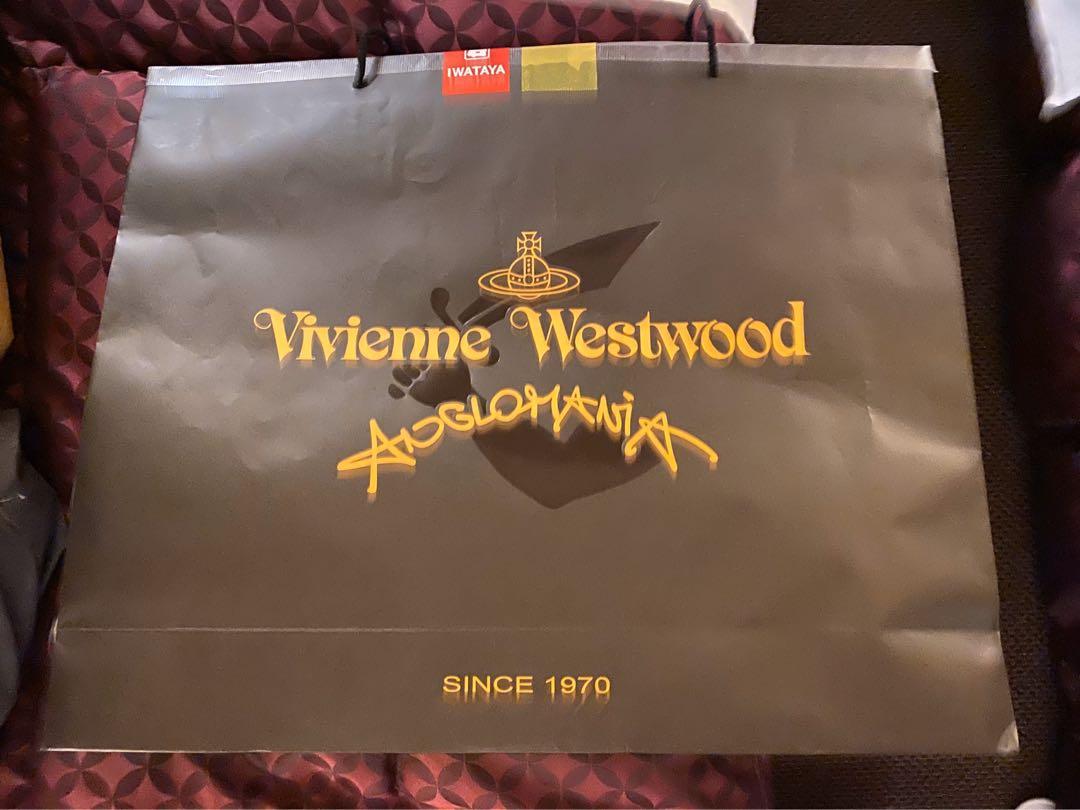 IWATAYA
Vivienne Westwood
ANGLOMANiA
SINCE 1970